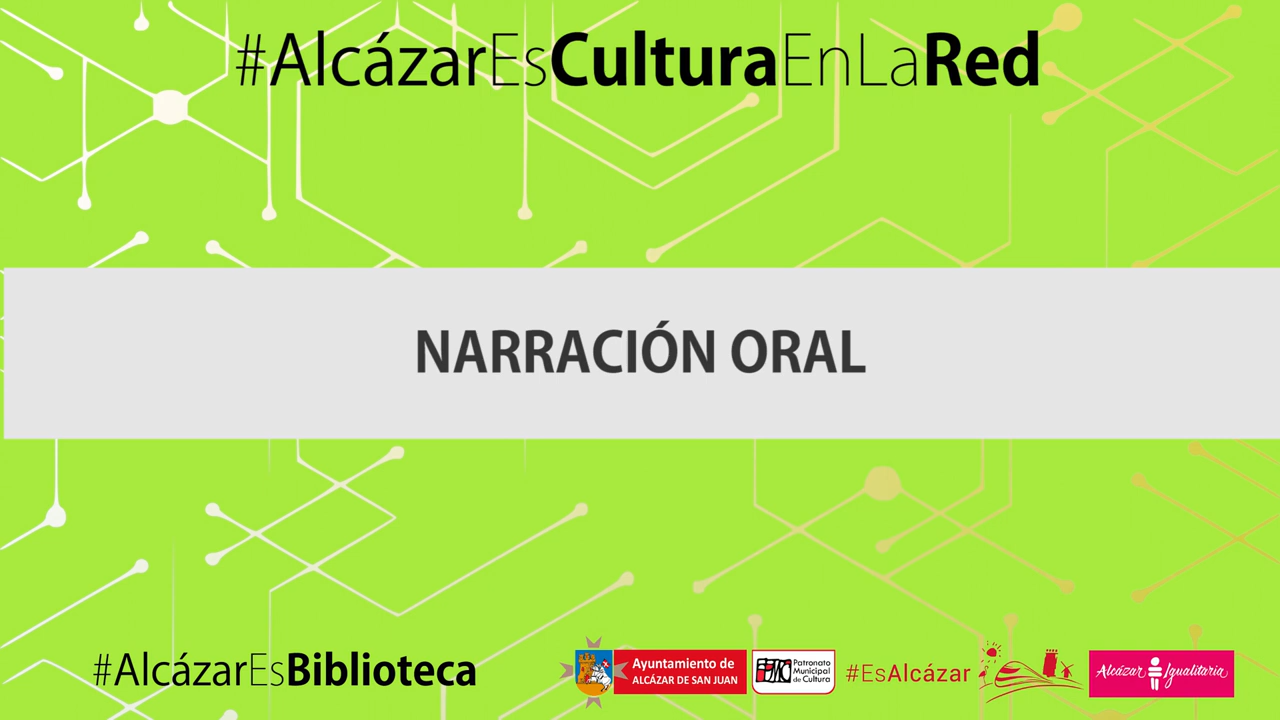 #AlcázarEsCulturaEnLaRed
NARRACIÓN ORAL
#AlcázarEsBiblioteca
Ayuntamiento de
ALCÁZAR DE SAN JUAN
Patronato
Municipal
de Cultura
#EsAlcázar
Alcázar Igualitaria